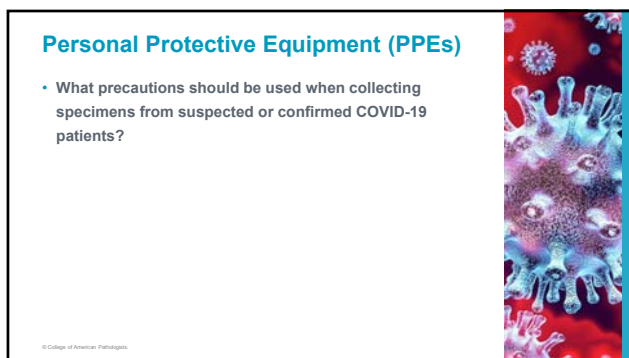 Personal Protective Equipment (PPEs)
• What precautions should be used when collecting
specimens from suspected or confirmed COVID-19
patients?
© College of American Pathologists.